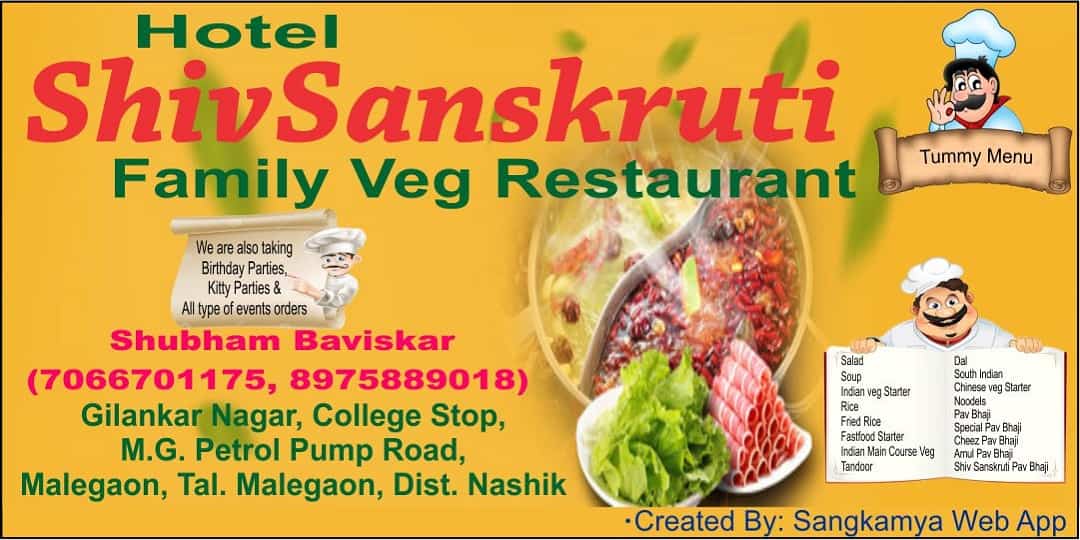 Hotel
ShivSanskruti
Family Veg Restaurant
Tummy Menu
We are also taking
Birthday Parties,
Kitty Parties &
All type of events orders
Shubham Baviskar
(7066701175, 8975889018)
Gilankar Nagar, College Stop,
M.G. Petrol Pump Road,
Malegaon, Tal. Malegaon, Dist. Nashik
Salad
Soup
Indian veg Starter
Rice
Fried Rice
Fastfood Starter
Indian Main Course Veg
Tandoor
Dal
South Indian
Chinese veg Starter
Noodels
Pav Bhaji
Special Pav Bhaji
Cheez Pav Bhaji
Amul Pav Bhaji
Shiv Sanskruti Pav Bhaji
·Created By: Sangkamya Web App